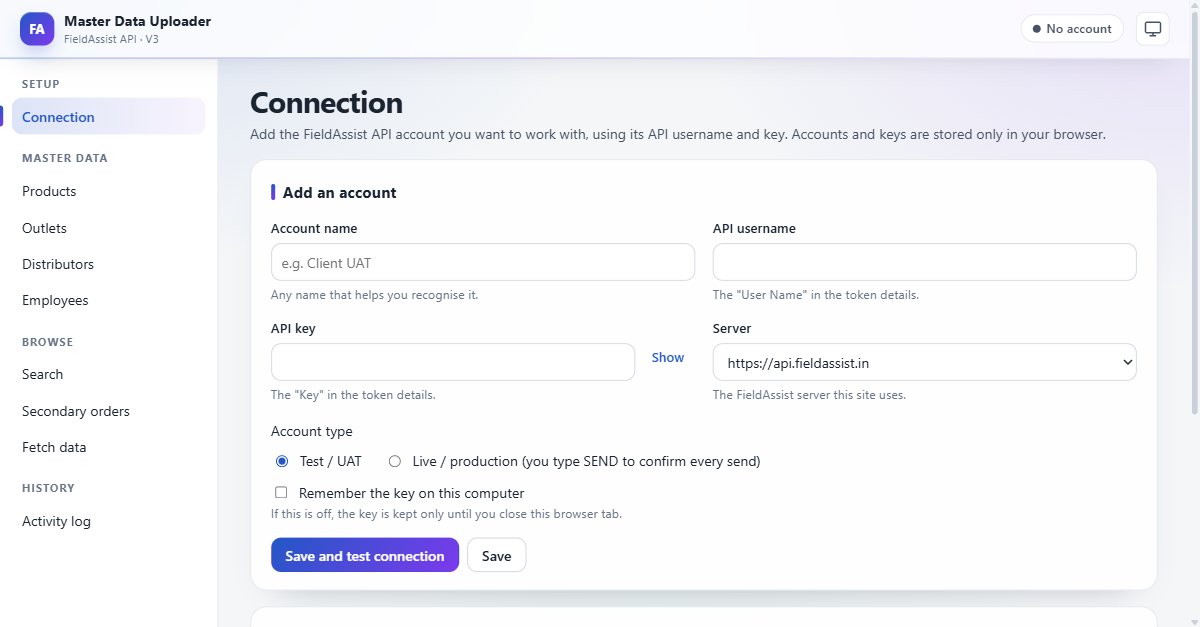 FA
Master Data Uploader
FieldAssist API · V3
No account
SETUP
Connection
MASTER DATA
Products
Outlets
Distributors
Employees
BROWSE
Search
Secondary orders
Fetch data
HISTORY
Activity log
Connection
Add the FieldAssist API account you want to work with, using its API username and key. Accounts and keys are stored only in your browser.
Add an account
Account name
e.g. Client UAT
Any name that helps you recognise it.
API username
The "User Name" in the token details.
API key
Show
The "Key" in the token details.
Server
https://api.fieldassist.in
The FieldAssist server this site uses.
Account type
Test / UAT
Live / production (you type SEND to confirm every send)
Remember the key on this computer
If this is off, the key is kept only until you close this browser tab.
Save and test connection
Save